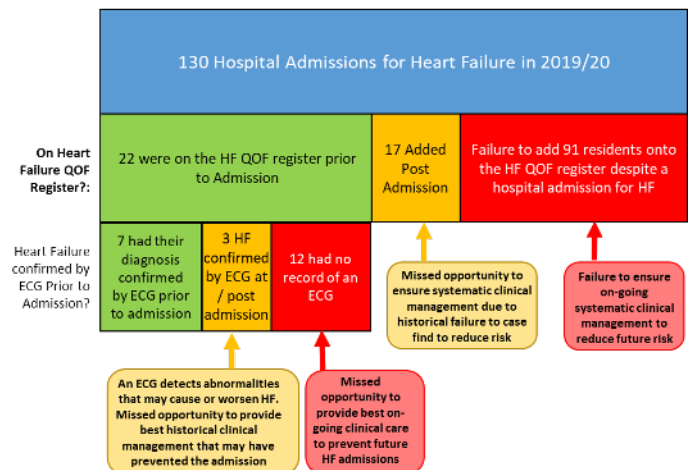 130 Hospital Admissions for Heart Failure in 2019/20
On Heart
Failure QOF
Register?:
22 were on the HF QOF register prior
to Admission
17 Added
Post
Admission
Failure to add 91 residents onto
the HF QOF register despite a
hospital admission for HF
Heart Failure
confirmed by
ECG Prior to
Admission?
7 had their
diagnosis
confirmed
by ECG prior
to admission
3 HF
confirmed
by ECG at
/ post
admission
12 had no
record of an
ECG
Missed opportunity to
ensure systematic clinical
management due to
historical failure to case
find to reduce risk
Failure to ensure
on-going
systematic clinical
management to
reduce future risk
An ECG detects abnormalities
that may cause or worsen HF.
Missed opportunity to provide
best historical clinical
management that may have
prevented the admission
Missed
opportunity to
provide best on-
going clinical care
to prevent future
HF admissions